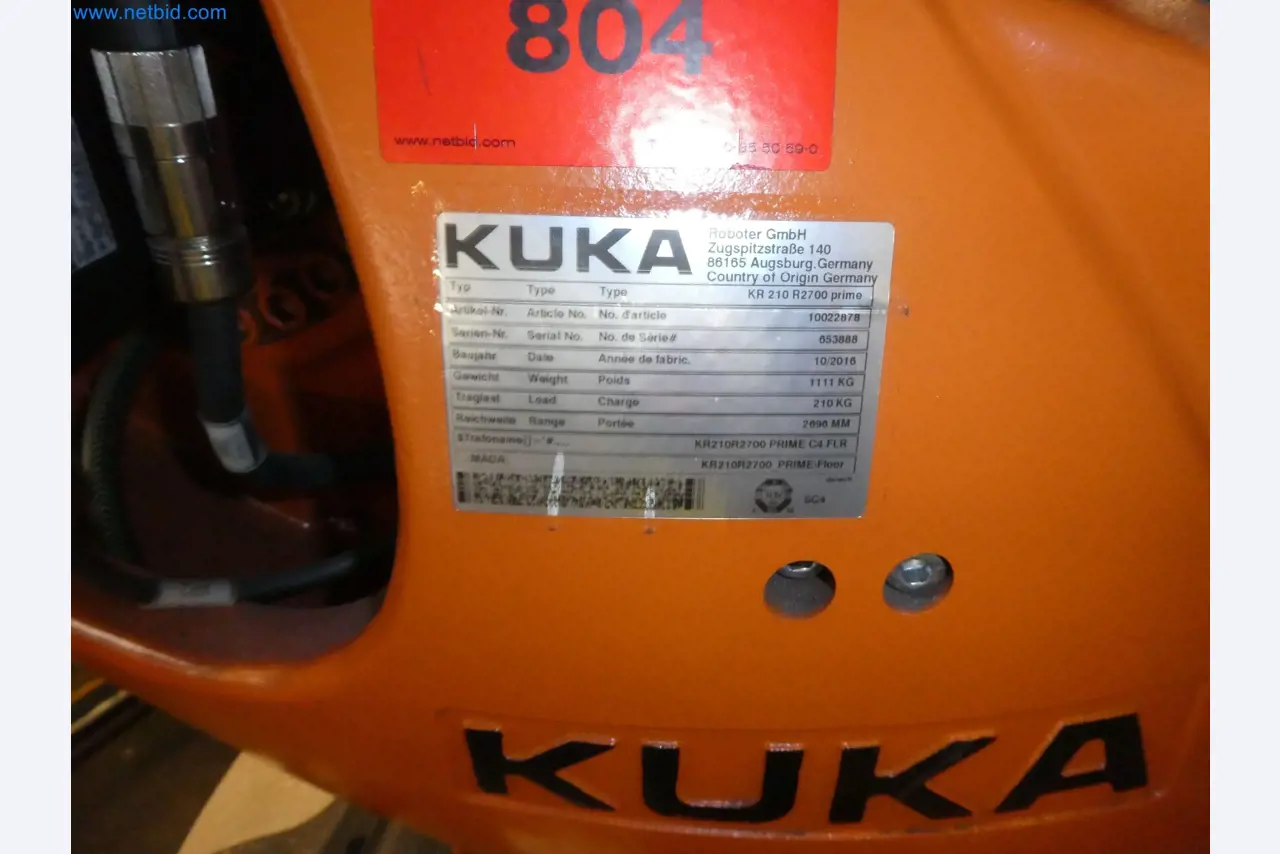 www.netbid.com
804
www.netbid.com
KUKA
Roboter GmbH
Zugspitzstraße 140
86165 Augsburg.Germany
Country of Origin Germany
Typ Type Type KR 210 R2700 prime
Artikel-Nr. Article No. No. d'article 10022878
Serien-Nr. Serial No. No. de Série# 653888
Baujahr Date Année de fabric. 10/2016
Gewicht Weight Poids 1111 KG
Traglast Load Charge 210 KG
Reichweite Range Portée 2696 MM
KR210R2700 PRIME C4 FLR
MADA KR210R2700 PRIME-Floor
SC4
KUKA